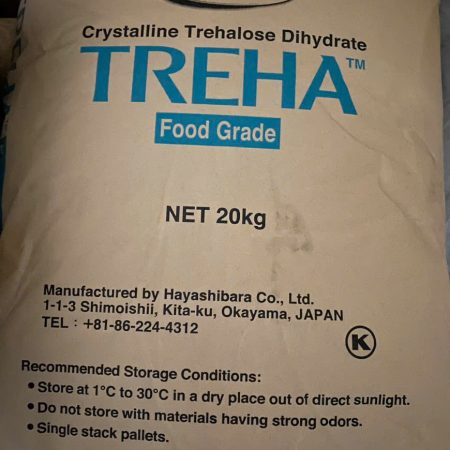 Crystalline Trehalose Dihydrate
TREHA™
Food Grade
NET 20kg
Manufactured by Hayashibara Co., Ltd.
1-1-3 Shimoishii, Kita-ku, Okayama, JAPAN
TEL : +81-86-224-4312
K
Recommended Storage Conditions:
• Store at 1°C to 30°C in a dry place out of direct sunlight.
• Do not store with materials having strong odors.
• Single stack pallets.